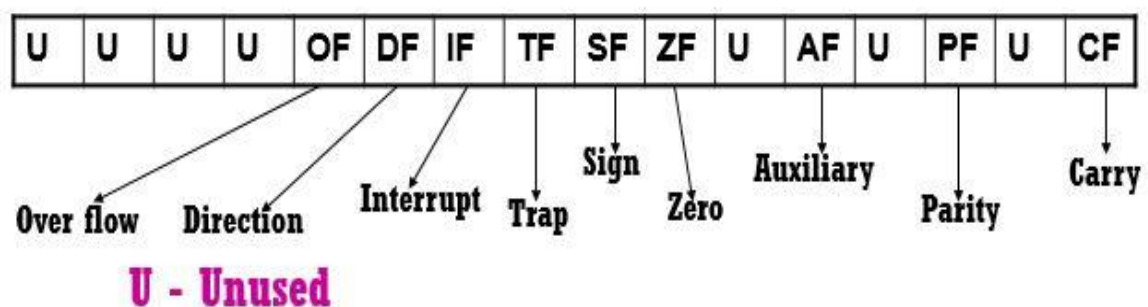 U U U U OF DF IF TF SF ZF U AF U PF U CF
Over flow Direction Interrupt Trap Sign Zero Auxiliary Parity Carry
U - Unused